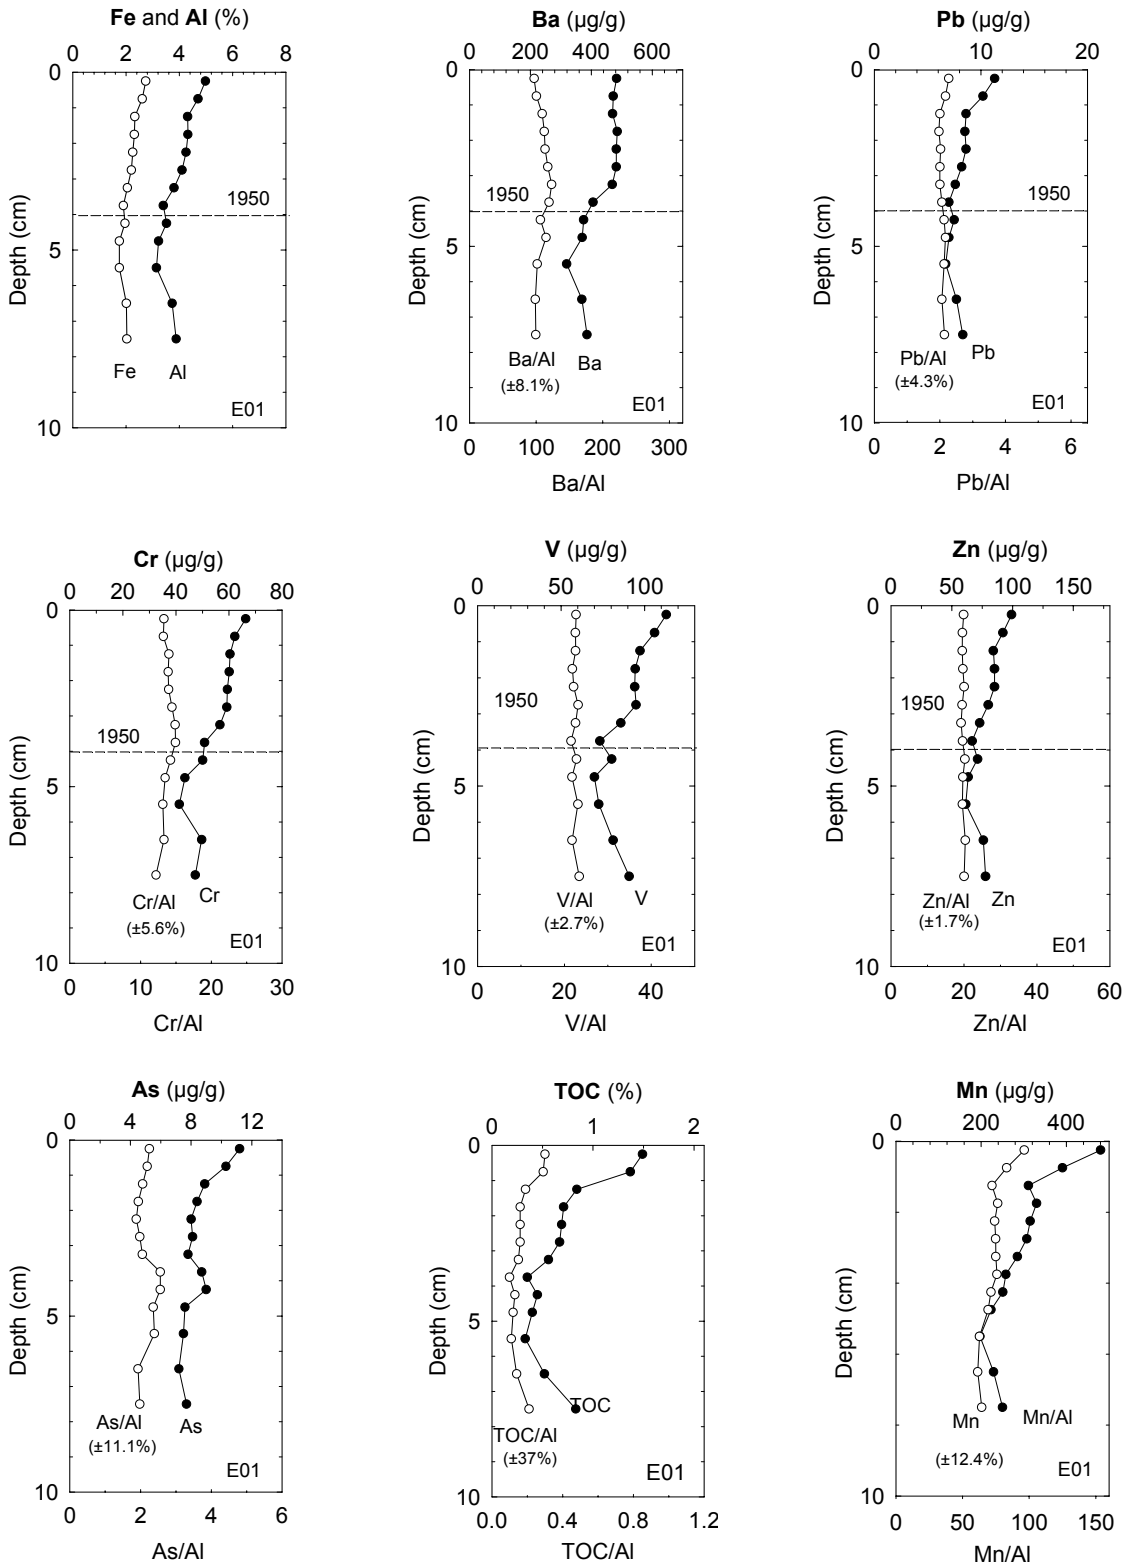 Fe and Al (%)
0 2 4 6 8
0
5
10
Depth (cm)
1950
Fe Al
E01
Ba (µg/g)
0 200 400 600
0
5
10
Depth (cm)
1950
Ba/Al Ba
(±8.1%)
E01
0 100 200 300
Ba/Al
Pb (µg/g)
0 10 20
0
5
10
Depth (cm)
1950
Pb/Al Pb
(±4.3%)
E01
0 2 4 6
Pb/Al
Cr (µg/g)
0 20 40 60 80
0
5
10
Depth (cm)
1950
Cr/Al Cr
(±5.6%)
E01
0 10 20 30
Cr/Al
V (µg/g)
0 50 100
0
5
10
Depth (cm)
1950
V/Al V
(±2.7%)
E01
0 20 40
V/Al
Zn (µg/g)
0 50 100 150
0
5
10
Depth (cm)
1950
Zn/Al Zn
(±1.7%)
E01
0 20 40 60
Zn/Al
As (µg/g)
0 4 8 12
0
5
10
Depth (cm)
As/Al As
(±11.1%)
E01
0 2 4 6
As/Al
TOC (%)
0 1 2
0
5
10
Depth (cm)
TOC
TOC/Al
(±37%)
E01
0.0 0.4 0.8 1.2
TOC/Al
Mn (µg/g)
0 200 400
0
5
10
Depth (cm)
Mn Mn/Al
(±12.4%)
E01
0 50 100 150
Mn/Al